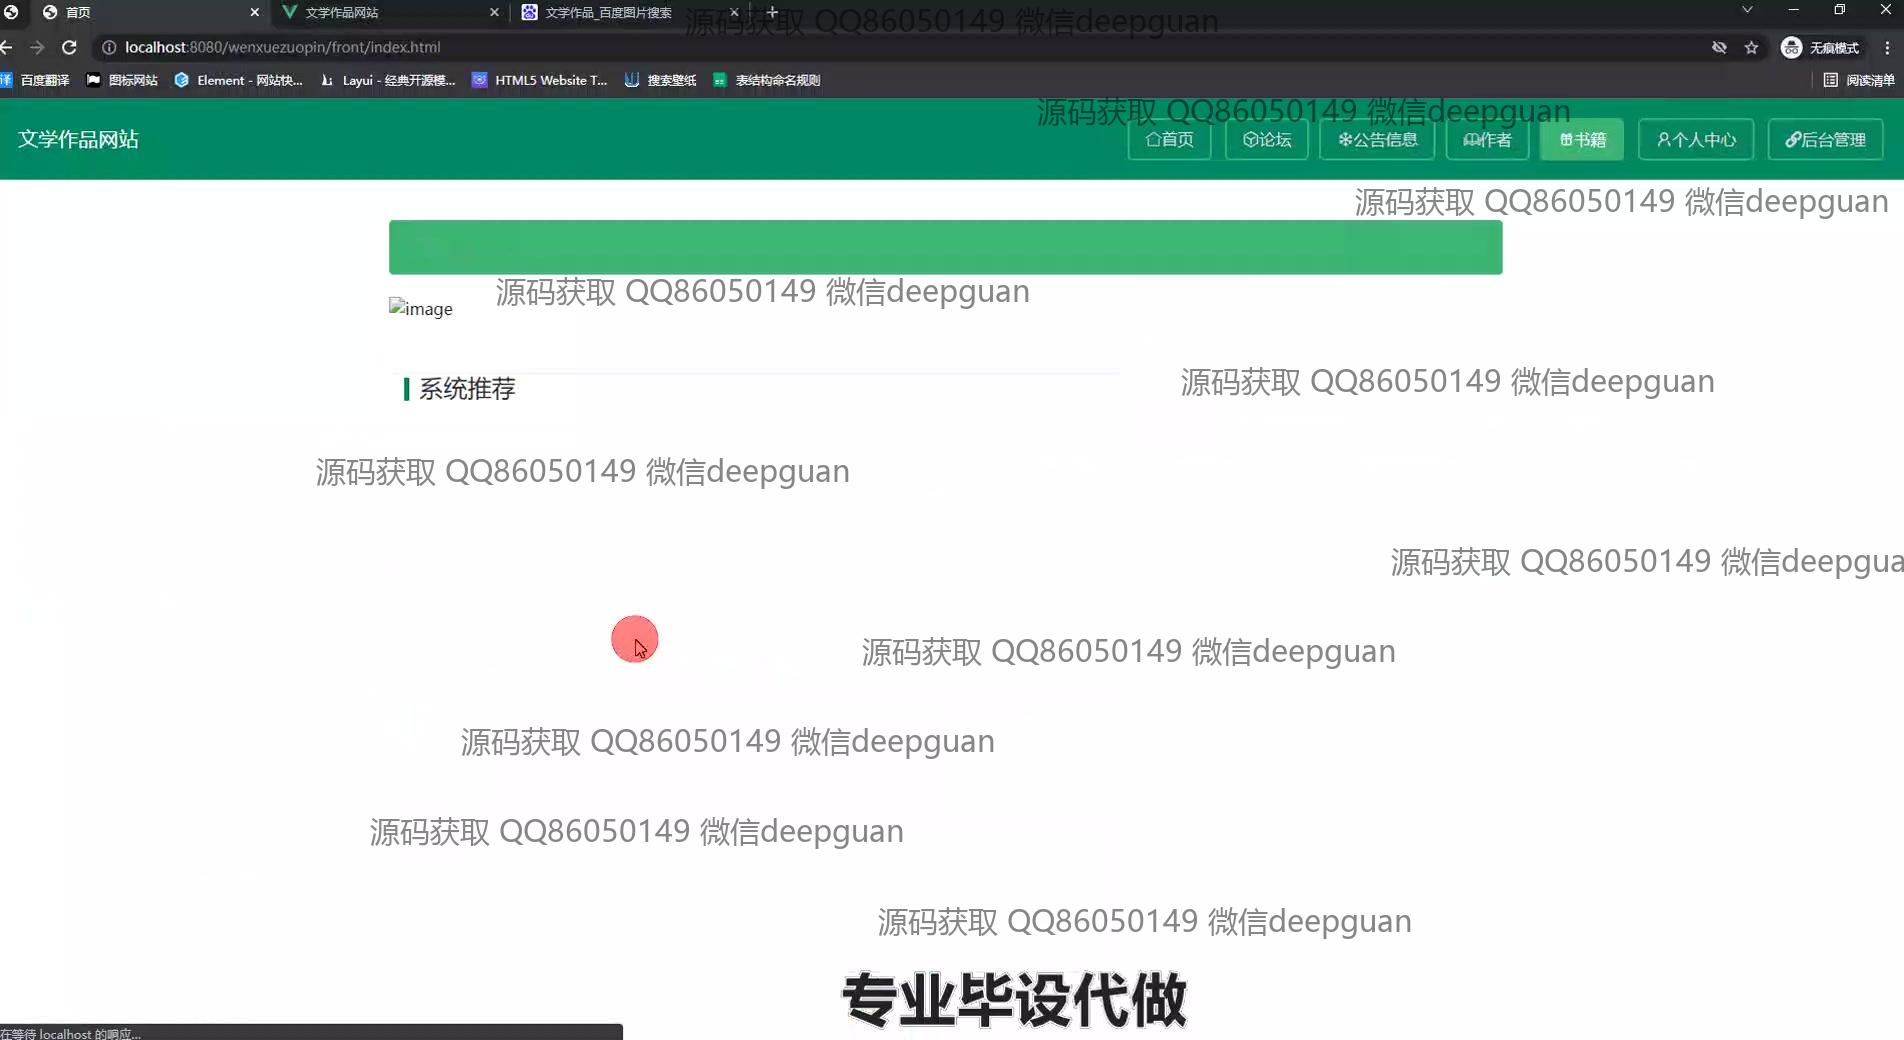 首页
文学作品网站
文学作品_百度图片搜索
源码获取 QQ86050149 微信deepguan
localhost:8080/wenxuezuopin/front/index.html
无痕模式
译 百度翻译
图标网站
Element - 网站快...
Layui - 经典开源模...
HTML5 Website T...
搜索壁纸
表结构命名规则
阅读清单
源码获取 QQ86050149 微信deepguan
文学作品网站
首页
论坛
公告信息
作者
书籍
个人中心
后台管理
源码获取 QQ86050149 微信deepguan
源码获取 QQ86050149 微信deepguan
image
源码获取 QQ86050149 微信deepguan
系统推荐
源码获取 QQ86050149 微信deepguan
源码获取 QQ86050149 微信deepgua
源码获取 QQ86050149 微信deepguan
源码获取 QQ86050149 微信deepguan
源码获取 QQ86050149 微信deepguan
源码获取 QQ86050149 微信deepguan
专业毕设代做
在等待 localhost 的响应...